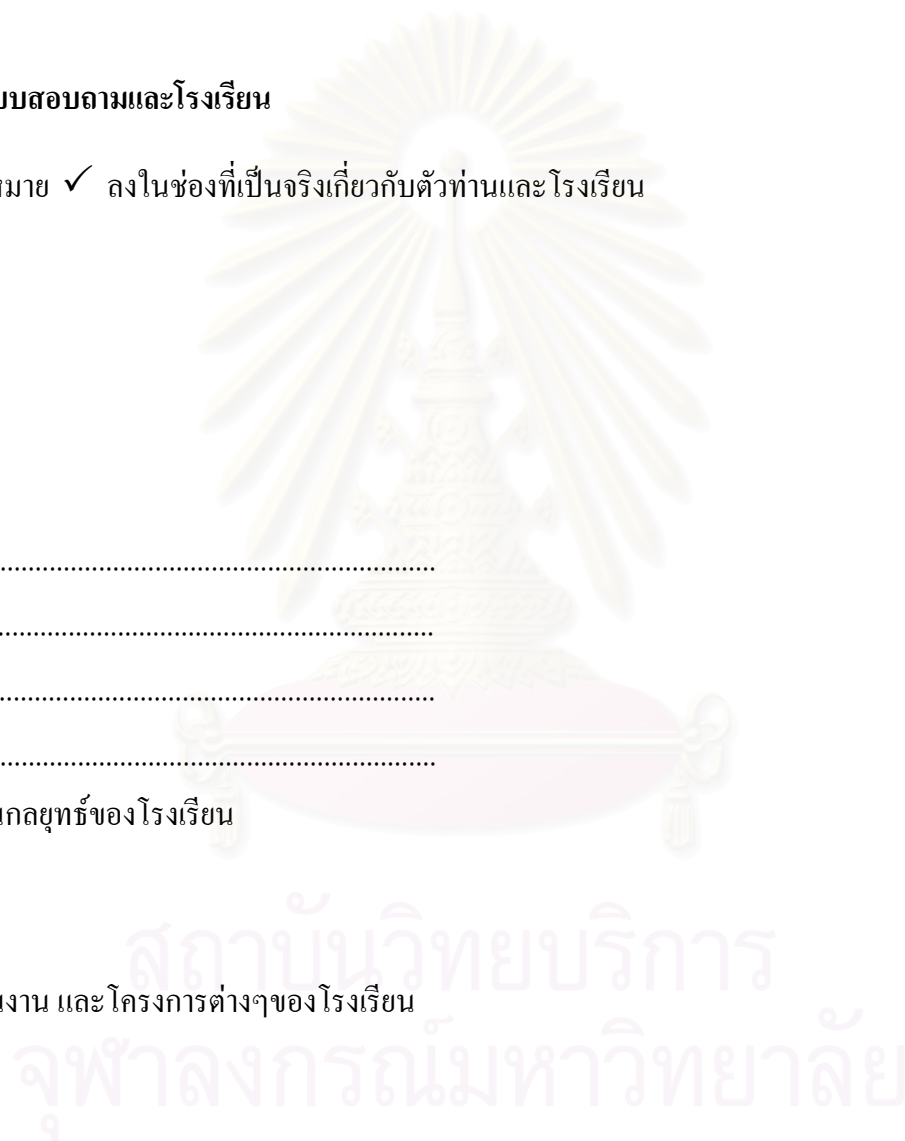 บบสอบถามและโรงเรียน
หมาย ✓ ลงในช่องที่เป็นจริงเกี่ยวกับตัวท่านและโรงเรียน
..............................................................................
..............................................................................
..............................................................................
..............................................................................
นกลยุทธ์ของโรงเรียน
สถาบันวิทยบริการ
นงาน และโครงการต่างๆของโรงเรียน
จุฬาลงกรณ์มหาวิทยาลัย